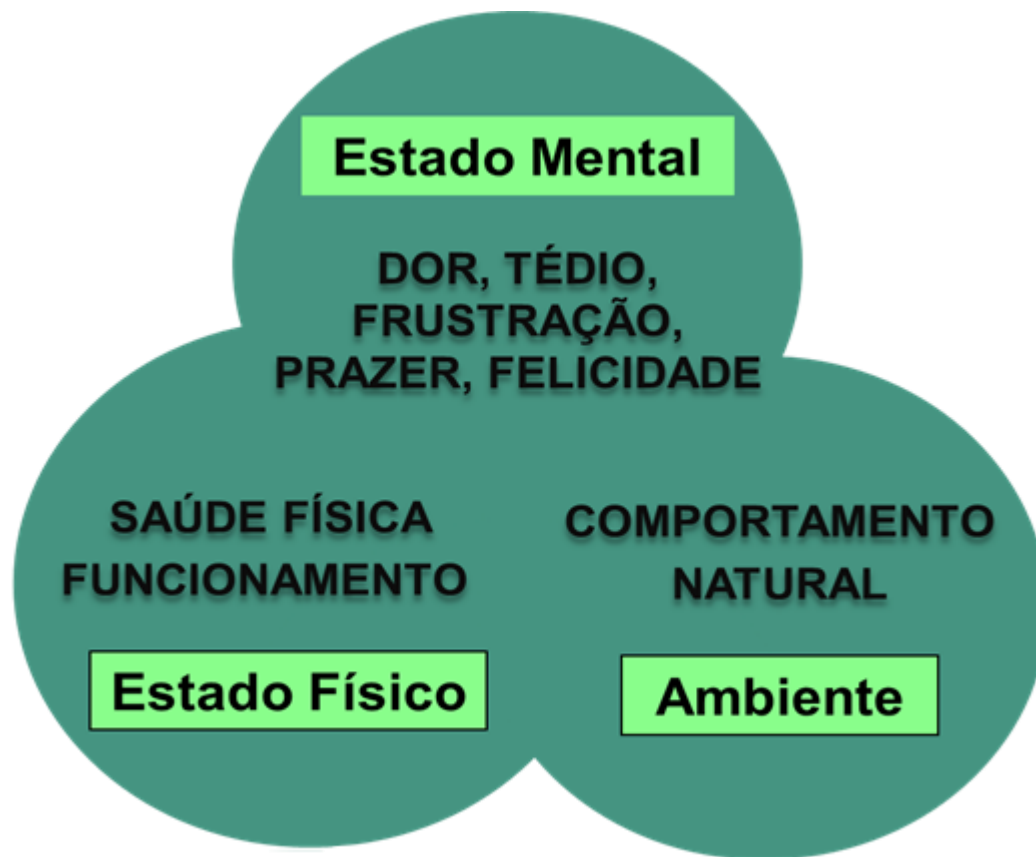 Estado Mental
DOR, TÉDIO,
FRUSTRAÇÃO,
PRAZER, FELICIDADE
SAÚDE FÍSICA
FUNCIONAMENTO
Estado Físico
COMPORTAMENTO
NATURAL
Ambiente